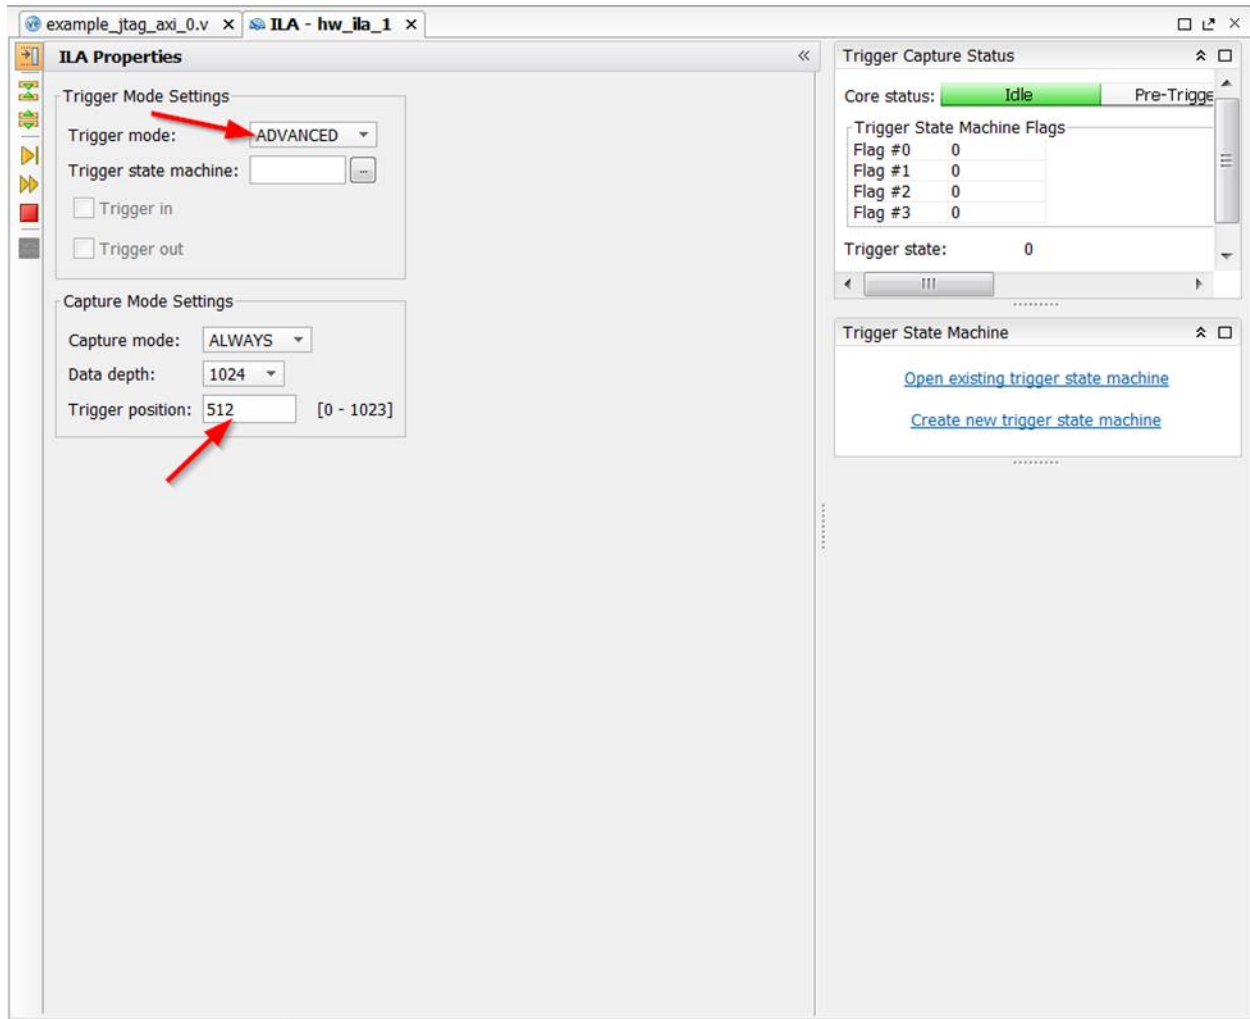 example_jtag_axi_0.v
ILA - hw_ila_1
ILA Properties
Trigger Mode Settings
Trigger mode: ADVANCED
Trigger state machine: ...
Trigger in
Trigger out
Capture Mode Settings
Capture mode: ALWAYS
Data depth: 1024
Trigger position: 512 [0 - 1023]
Trigger Capture Status
Core status: Idle Pre-Trigge
Trigger State Machine Flags
Flag #0 0
Flag #1 0
Flag #2 0
Flag #3 0
Trigger state: 0
Trigger State Machine
Open existing trigger state machine
Create new trigger state machine